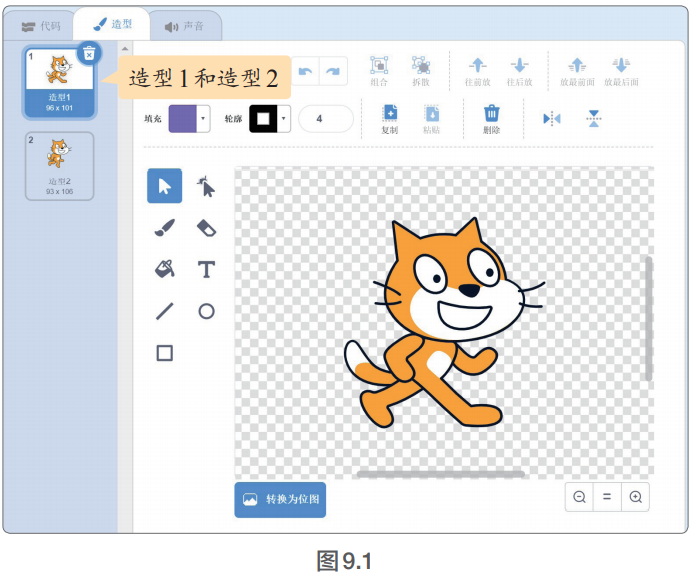 代码 造型 声音
1
造型1
96 x 101
2
造型2
93 x 106
造型1和造型2
组合 拆散 往前放 往后放 放最前面 放最后面
填充 轮廓 4 复制 粘贴 删除
T
转换为位图
图9.1